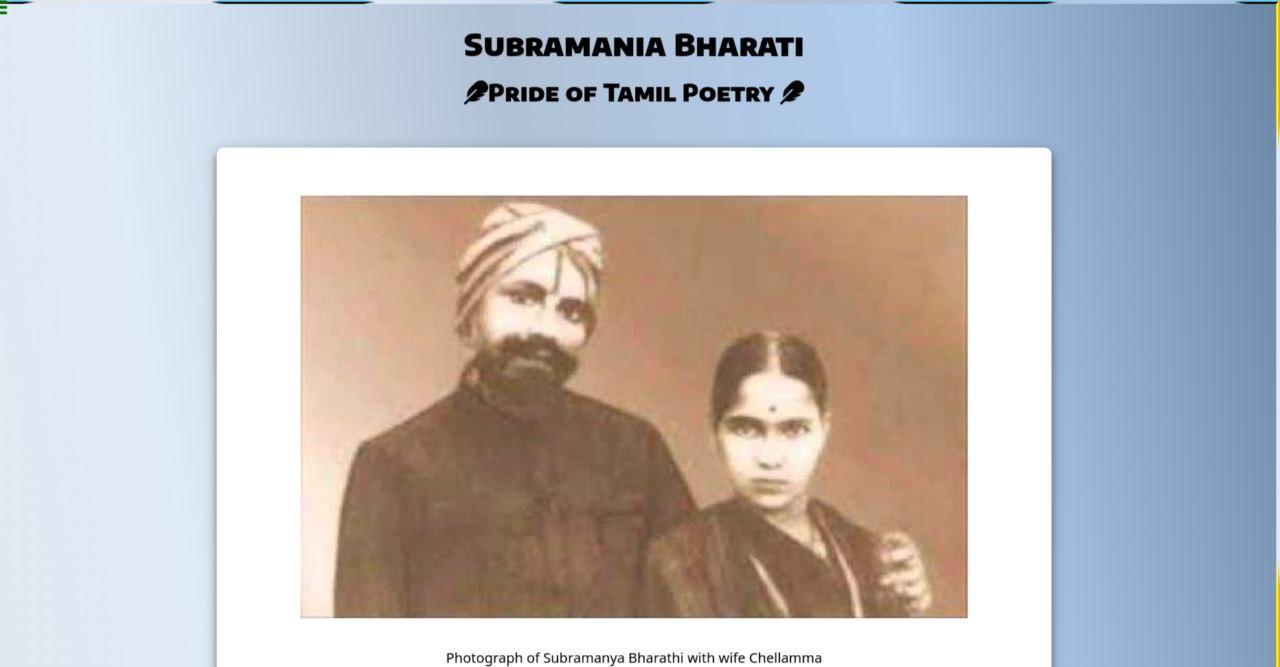 Subramania Bharati
Pride of Tamil Poetry
Photograph of Subramanya Bharathi with wife Chellamma